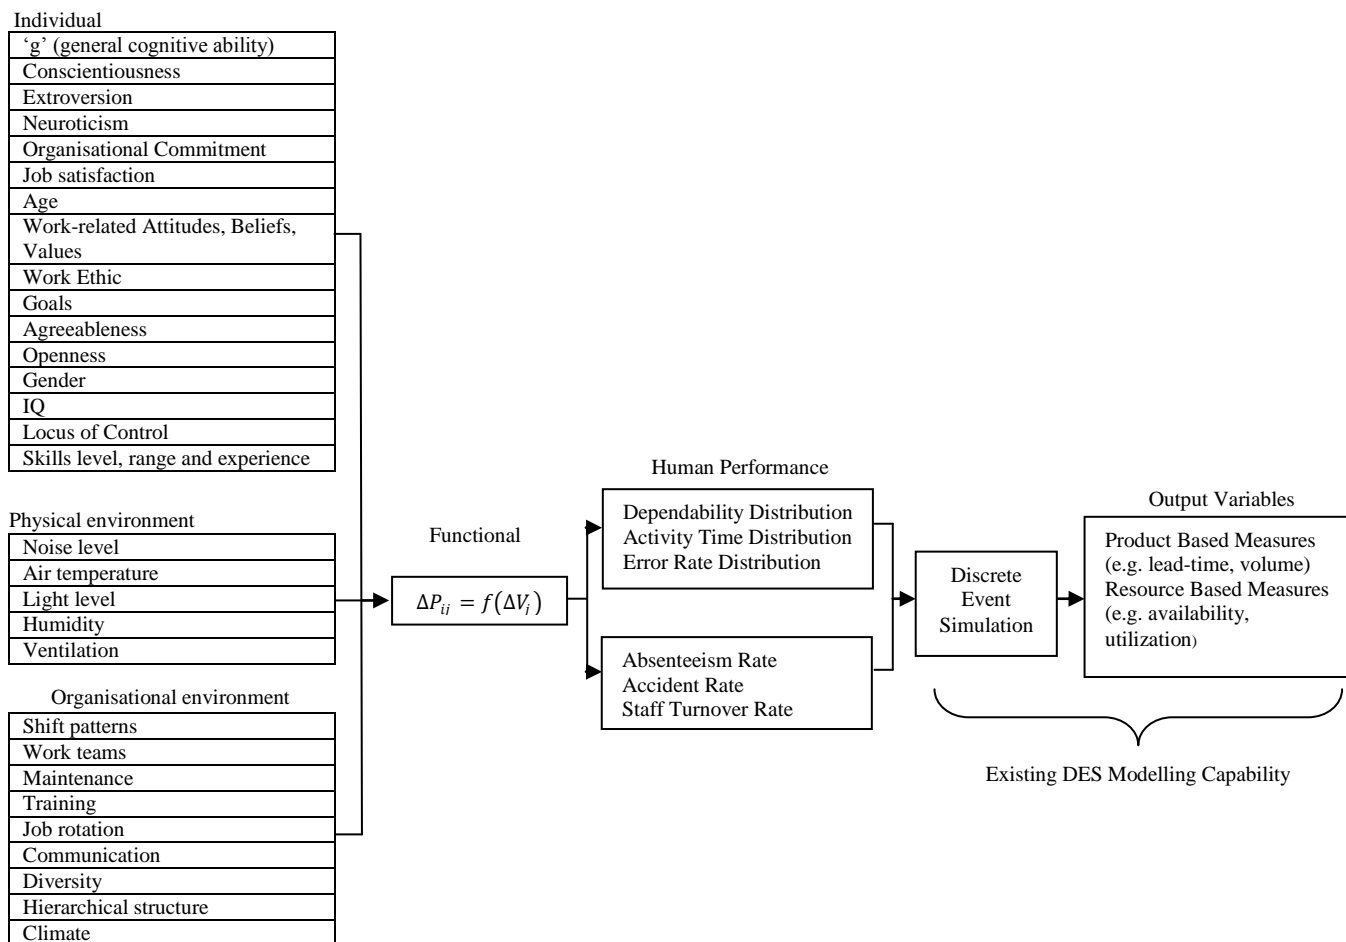 Individual
‘g’ (general cognitive ability)
Conscientiousness
Extroversion
Neuroticism
Organisational Commitment
Job satisfaction
Age
Work-related Attitudes, Beliefs,
Values
Work Ethic
Goals
Agreeableness
Openness
Gender
IQ
Locus of Control
Skills level, range and experience
Physical environment
Noise level
Air temperature
Light level
Humidity
Ventilation
Organisational environment
Shift patterns
Work teams
Maintenance
Training
Job rotation
Communication
Diversity
Hierarchical structure
Climate
Functional
ΔP_{ij} = f(ΔV_i)
Human Performance
Dependability Distribution
Activity Time Distribution
Error Rate Distribution
Absenteeism Rate
Accident Rate
Staff Turnover Rate
Discrete
Event
Simulation
Output Variables
Product Based Measures
(e.g. lead-time, volume)
Resource Based Measures
(e.g. availability,
utilization)
Existing DES Modelling Capability